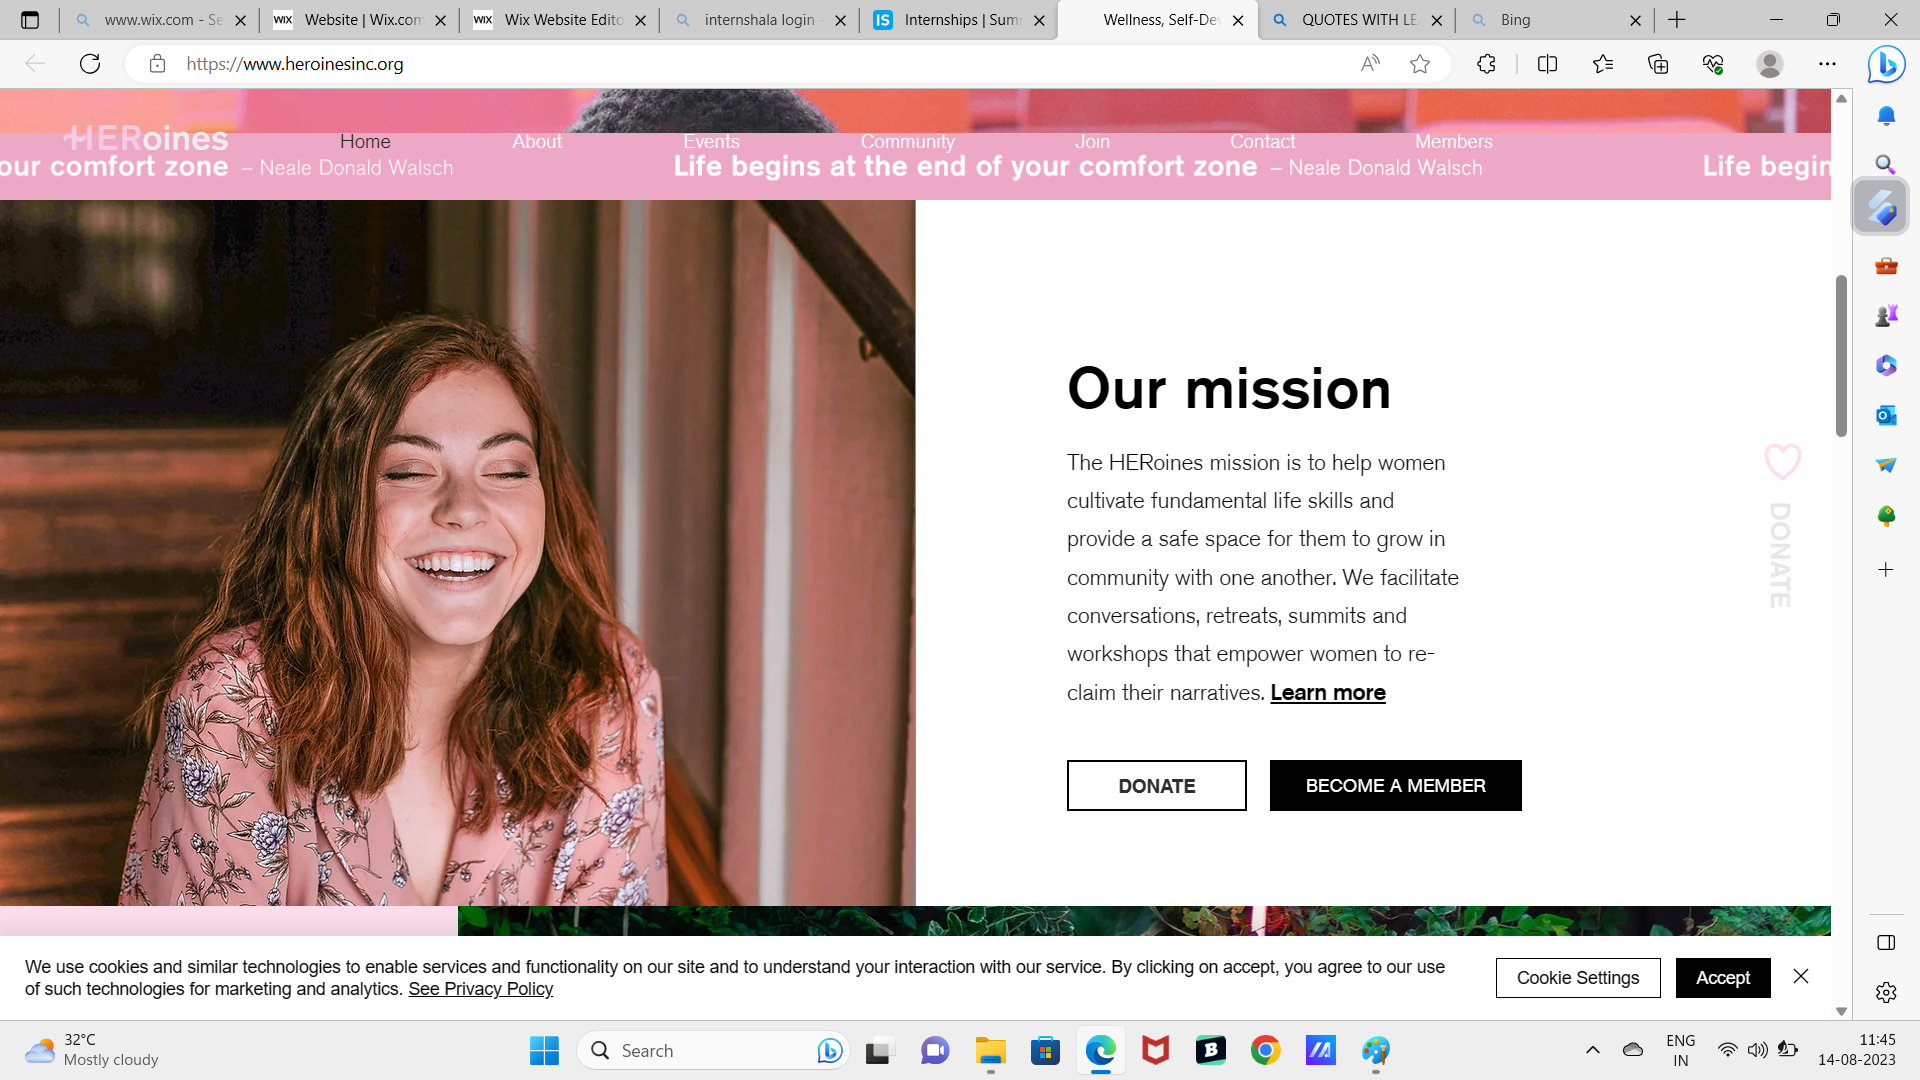 www.wix.com - Se
WIX Website | Wix.com
WIX Wix Website Edito
internshala login -
IS Internships | Sum
Wellness, Self-De
QUOTES WITH LE
Bing
https://www.heroinesinc.org
HERoines
Home About Events Community Join Contact Members
our comfort zone – Neale Donald Walsch Life begins at the end of your comfort zone – Neale Donald Walsch Life begin
Our mission
The HERoines mission is to help women
cultivate fundamental life skills and
provide a safe space for them to grow in
community with one another. We facilitate
conversations, retreats, summits and
workshops that empower women to re-
claim their narratives. Learn more
DONATE
DONATE BECOME A MEMBER
We use cookies and similar technologies to enable services and functionality on our site and to understand your interaction with our service. By clicking on accept, you agree to our use
of such technologies for marketing and analytics. See Privacy Policy
Cookie Settings Accept
32°C
Mostly cloudy
Search
ENG
IN
11:45
14-08-2023